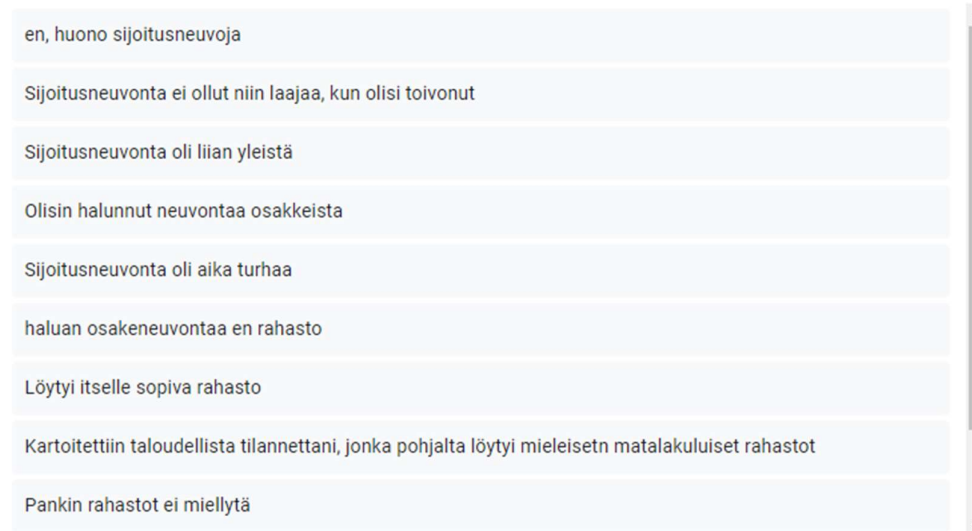 en, huono sijoitusneuvoja
Sijoitusneuvonta ei ollut niin laajaa, kun olisi toivonut
Sijoitusneuvonta oli liian yleistä
Olisin halunnut neuvontaa osakkeista
Sijoitusneuvonta oli aika turhaa
haluan osakeneuvontaa en rahasto
Löytyi itselle sopiva rahasto
Kartoitettiin taloudellista tilannettani, jonka pohjalta löytyi mieleisetn matalakuluiset rahastot
Pankin rahastot ei miellytä